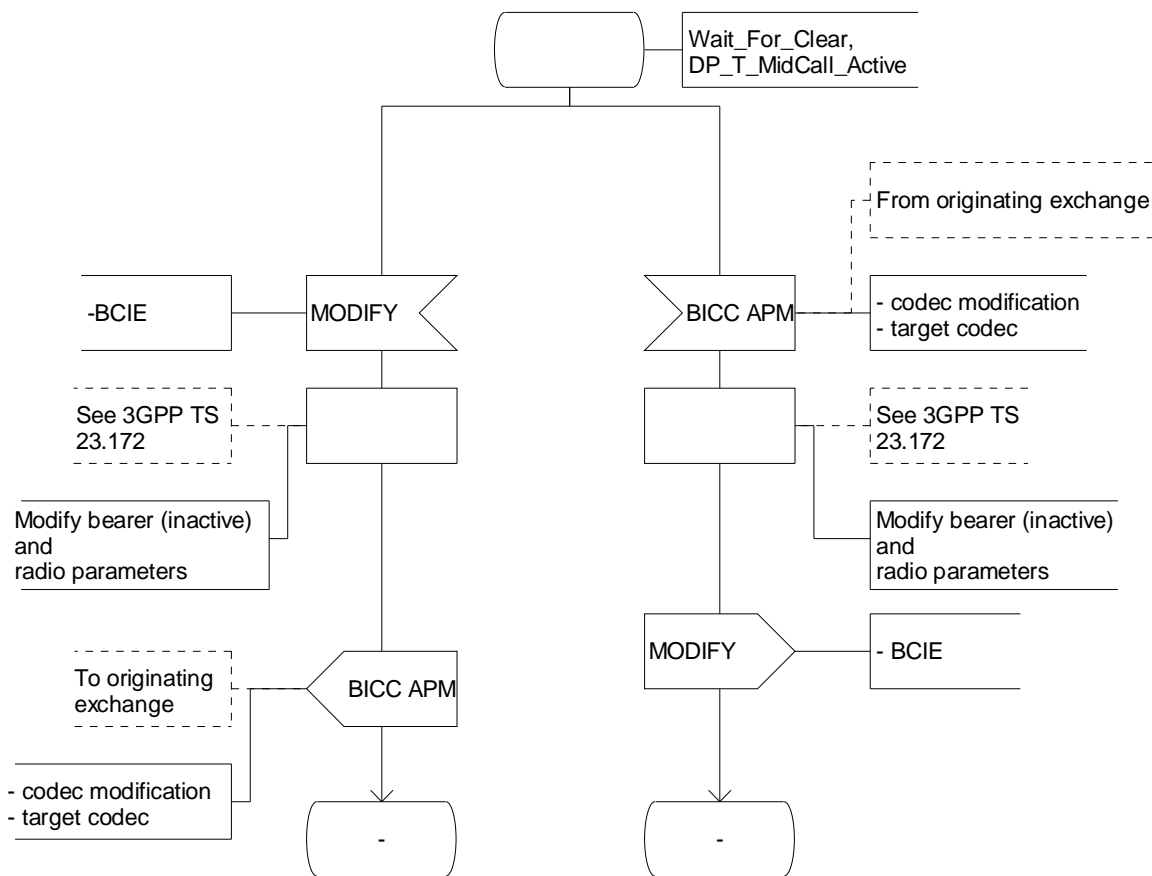 Wait_For_Clear,
DP_T_MidCall_Active
From originating exchange
-BCIE
MODIFY
BICC APM
- codec modification
- target codec
See 3GPP TS
23.172
See 3GPP TS
23.172
Modify bearer (inactive)
and
radio parameters
Modify bearer (inactive)
and
radio parameters
MODIFY
- BCIE
To originating
exchange
BICC APM
- codec modification
- target codec
-
-